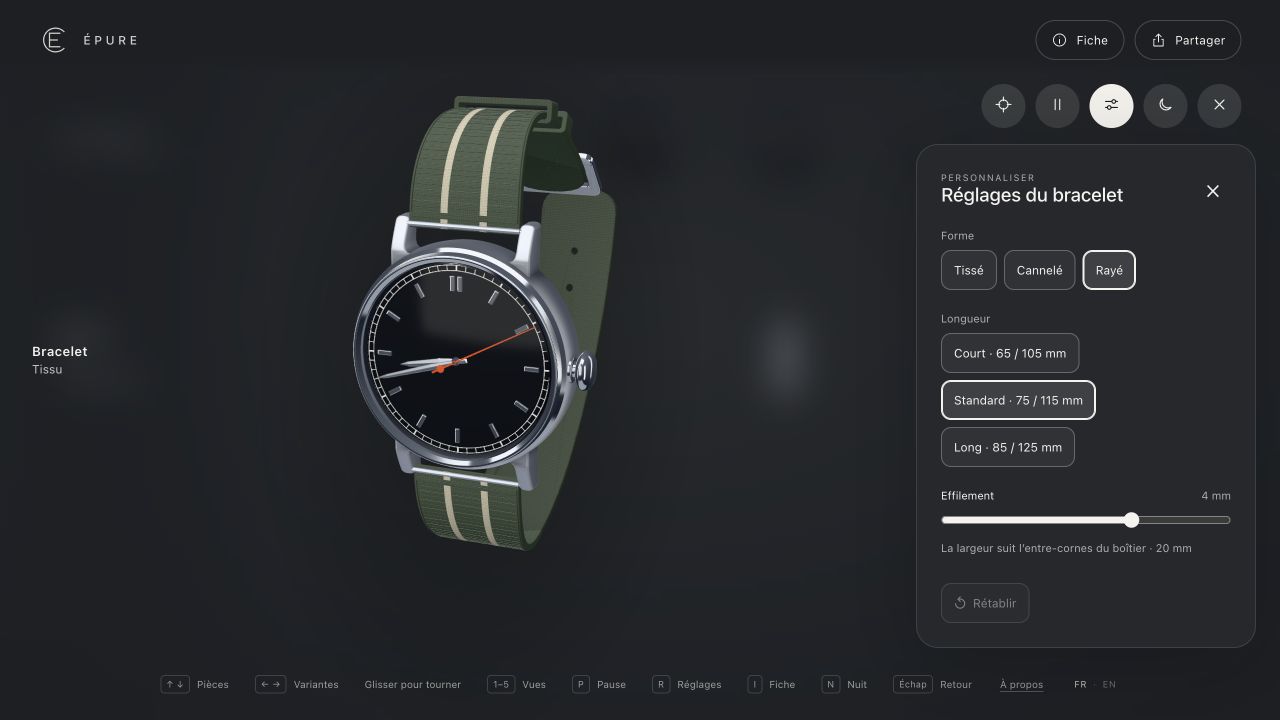 ÉPURE
Fiche
Partager
PERSONNALISER
Réglages du bracelet
Forme
Tissé
Cannelé
Rayé
Longueur
Court · 65 / 105 mm
Standard · 75 / 115 mm
Long · 85 / 125 mm
Effilement
4 mm
La largeur suit l'entre-cornes du boîtier · 20 mm
Rétablir
Bracelet
Tissu
↑ ↓ Pièces ← → Variantes Glisser pour tourner 1–5 Vues P Pause R Réglages I Fiche N Nuit Échap Retour À propos FR · EN